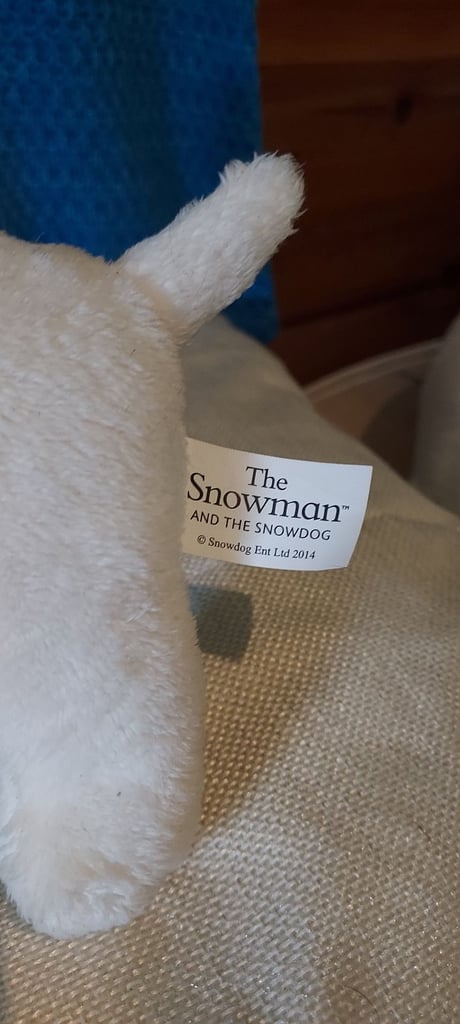 The
Snowman™
AND THE SNOWDOG
© Snowdog Ent Ltd 2014